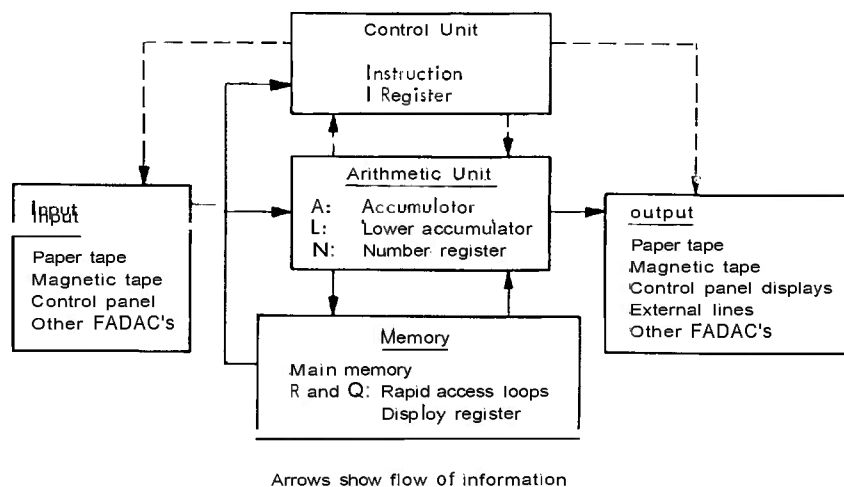 Control Unit
Instruction
I Register
Arithmetic Unit
A: Accumulator
L: Lower accumulator
N: Number register
Input
Input
Paper tape
Magnetic tape
Control panel
Other FADAC's
output
Paper tape
Magnetic tape
Control panel displays
External lines
Other FADAC's
Memory
Main memory
R and Q: Rapid access loops
Display register
Arrows show flow of information